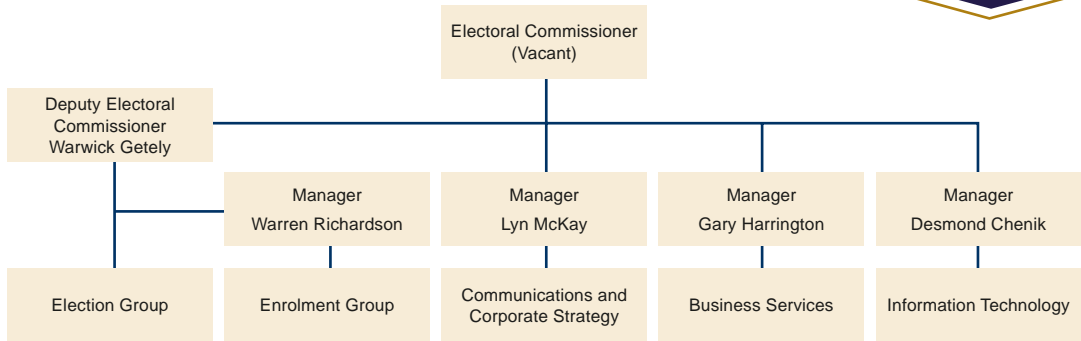 Electoral Commissioner
(Vacant)
Deputy Electoral
Commissioner
Warwick Getely
Manager
Warren Richardson
Manager
Lyn McKay
Manager
Gary Harrington
Manager
Desmond Chenik
Election Group
Enrolment Group
Communications and
Corporate Strategy
Business Services
Information Technology